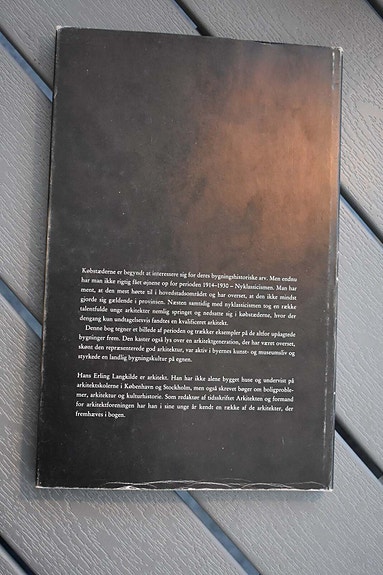 Købstæderne er begyndt at interessere sig for deres bygningshistoriske arv. Men endnu
har man ikke rigtig fået øjnene op for perioden 1914-1930 – Nyklassicismen. Man har
ment, at den mest hørte til i hovedstadsområdet og har overset, at den ikke mindst
gjorde sig gældende i provinsen. Næsten samtidig med nyklassicismen tog en række
talentfulde unge arkitekter nemlig springet og nedsatte sig i købstæderne, hvor der
dengang kun undtagelsesvis fandtes en kvalificeret arkitekt.
Denne bog tegner et billede af perioden og trækker eksempler på de altfor upåagtede
bygninger frem. Den kaster også lys over en arkitektgeneration, der har været overset,
skønt den repræsenterede god arkitektur, var aktiv i byernes kunst- og museumsliv og
styrkede en landlig bygningskultur på egnen.
Hans Erling Langkilde er arkitekt. Han har ikke alene bygget huse og undervist på
arkitektskolerne i København og Stockholm, men også skrevet bøger om boligproble-
mer, arkitektur og kulturhistorie. Som redaktør af tidsskriftet Arkitekten og formand
for arkitektforeningen har han i sine unge år kendt en række af de arkitekter, der
fremhæves i bogen.